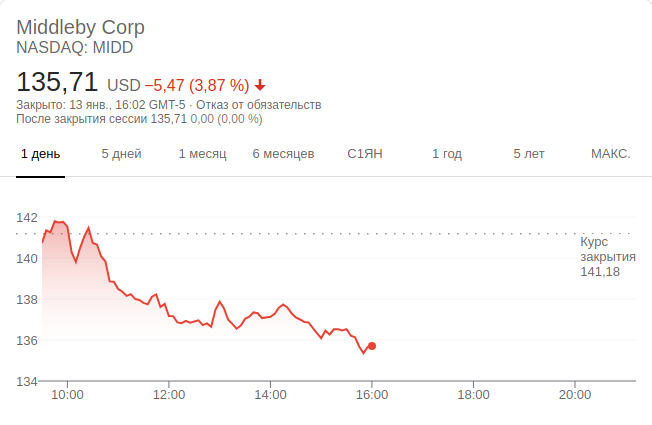 Middleby Corp
NASDAQ: MIDD
135,71 USD −5,47 (3,87 %)
Закрыто: 13 янв., 16:02 GMT-5 · Отказ от обязательств
После закрытия сессии 135,71 0,00 (0,00 %)
1 день 5 дней 1 месяц 6 месяцев С1ЯН 1 год 5 лет МАКС.
142
Курс
закрытия
141,18
140
138
136
134
10:00 12:00 14:00 16:00 18:00 20:00